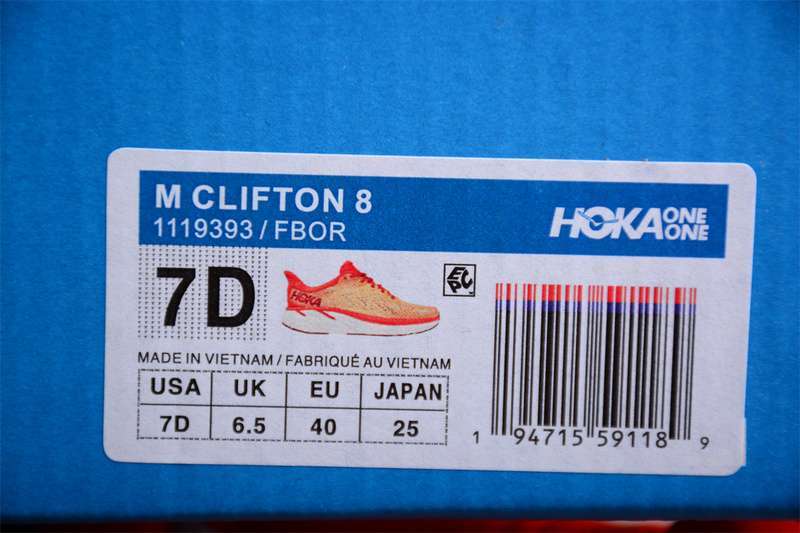 M CLIFTON 8
1119393 / FBOR
HOKA ONE ONE
7D
HOKA
EPC
MADE IN VIETNAM / FABRIQUÉ AU VIETNAM
USA UK EU JAPAN
7D 6.5 40 25
1 94715 59118 9